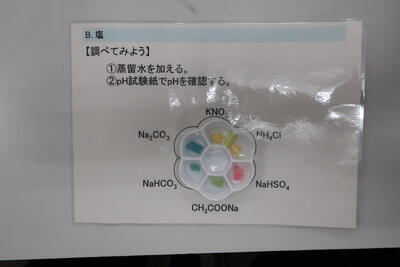 B. 塩
【調べてみよう】
①蒸留水を加える。
②pH試験紙でpHを確認する。
KNO₃
Na₂CO₃
NH₄Cl
NaHCO₃
NaHSO₄
CH₃COONa